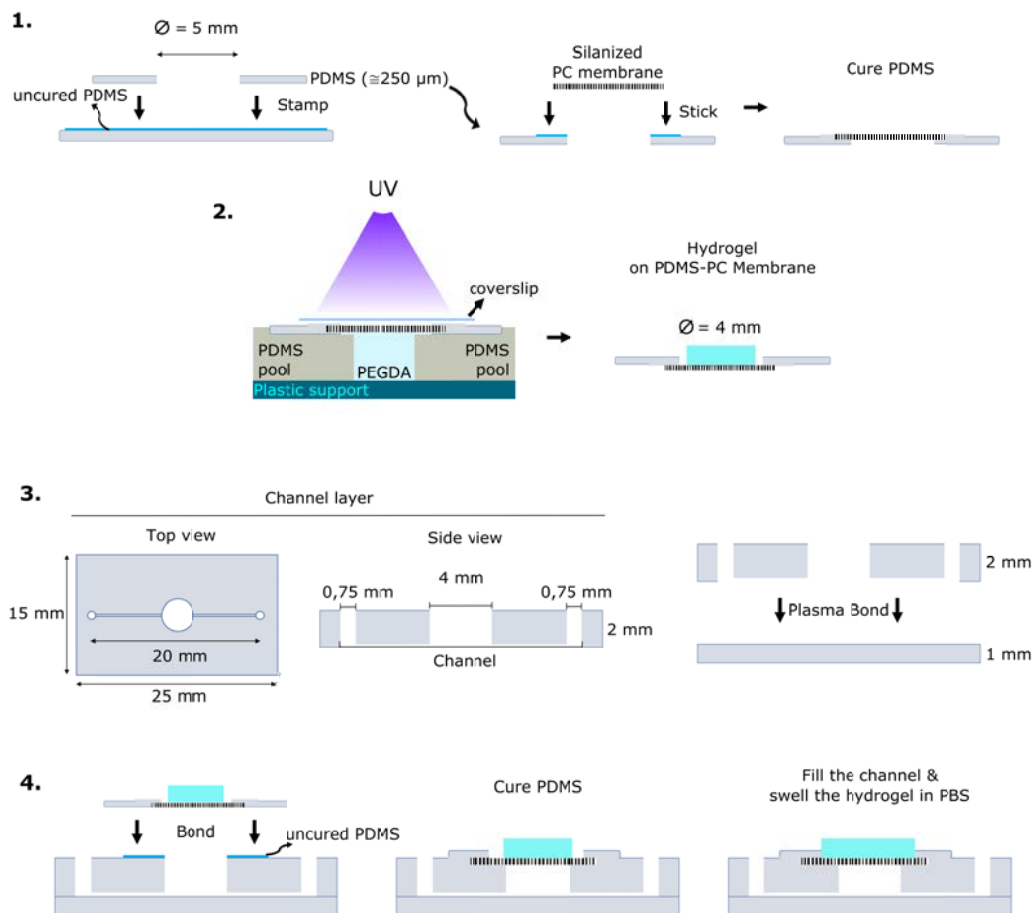 1.
Ø = 5 mm
uncured PDMS
Stamp
PDMS (≅250 µm)
Silanized
PC membrane
Stick
Cure PDMS
2.
UV
coverslip
PDMS
pool
PEGDA
PDMS
pool
Plastic support
Hydrogel
on PDMS-PC Membrane
Ø = 4 mm
3.
Channel layer
Top view
15 mm
20 mm
25 mm
Side view
0,75 mm
4 mm
0,75 mm
2 mm
Channel
2 mm
Plasma Bond
1 mm
4.
Bond
uncured PDMS
Cure PDMS
Fill the channel &
swell the hydrogel in PBS